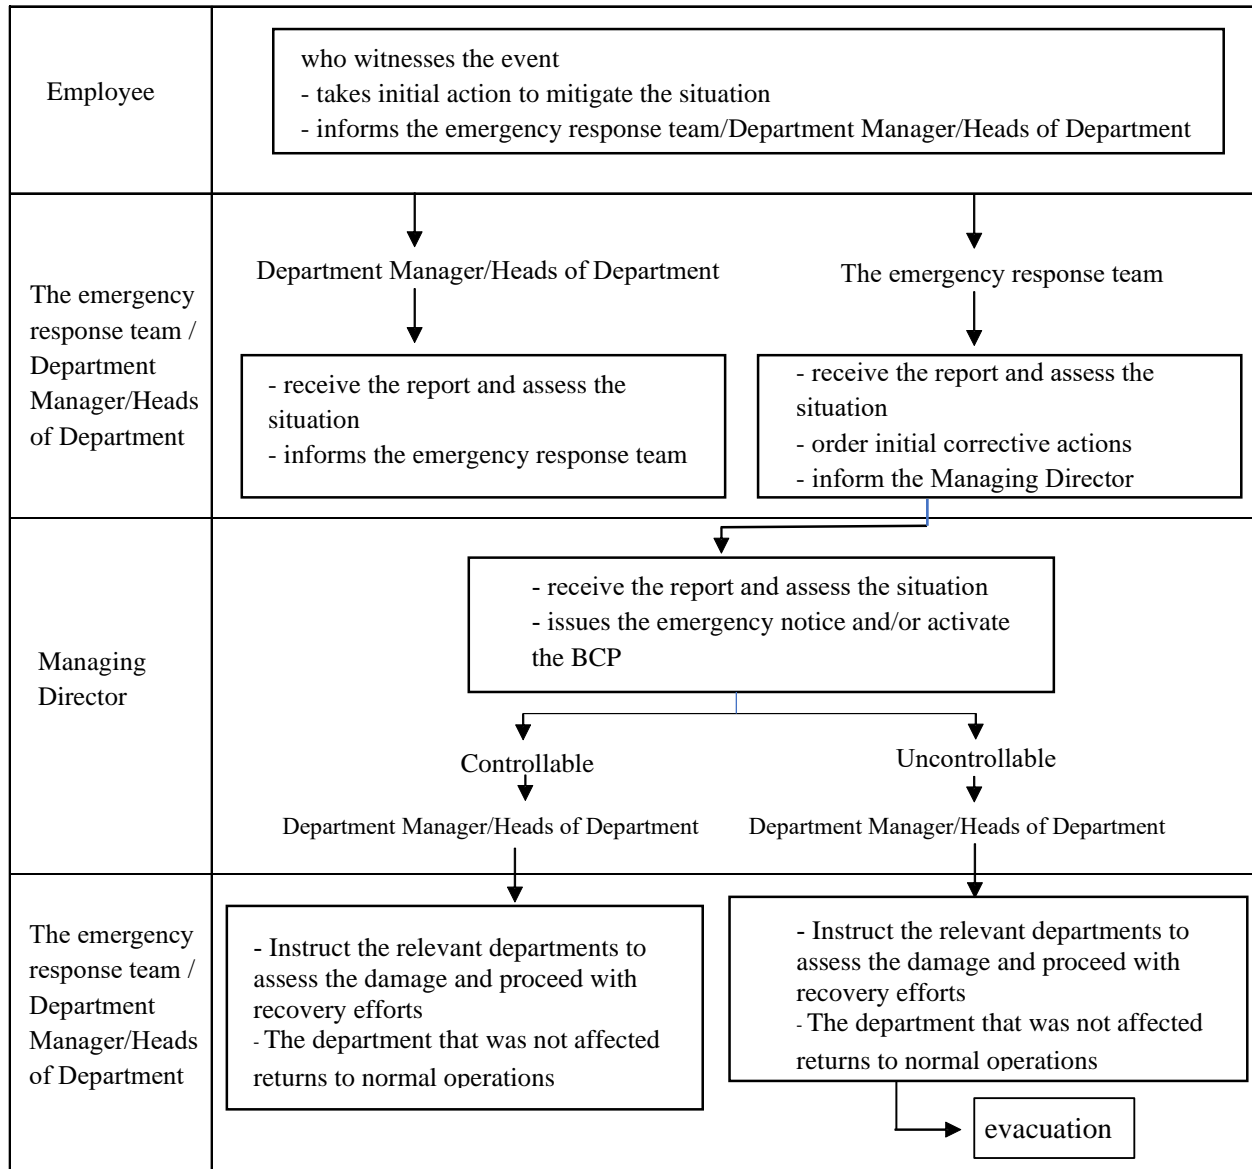 Employee
who witnesses the event
- takes initial action to mitigate the situation
- informs the emergency response team/Department Manager/Heads of Department
The emergency
response team /
Department
Manager/Heads
of Department
Department Manager/Heads of Department
The emergency response team
- receive the report and assess the
situation
- informs the emergency response team
- receive the report and assess the
situation
- order initial corrective actions
- inform the Managing Director
Managing
Director
- receive the report and assess the situation
- issues the emergency notice and/or activate
the BCP
Controllable
Uncontrollable
Department Manager/Heads of Department
Department Manager/Heads of Department
The emergency
response team /
Department
Manager/Heads
of Department
- Instruct the relevant departments to
assess the damage and proceed with
recovery efforts
- The department that was not affected
returns to normal operations
- Instruct the relevant departments to
assess the damage and proceed with
recovery efforts
- The department that was not affected
returns to normal operations
evacuation